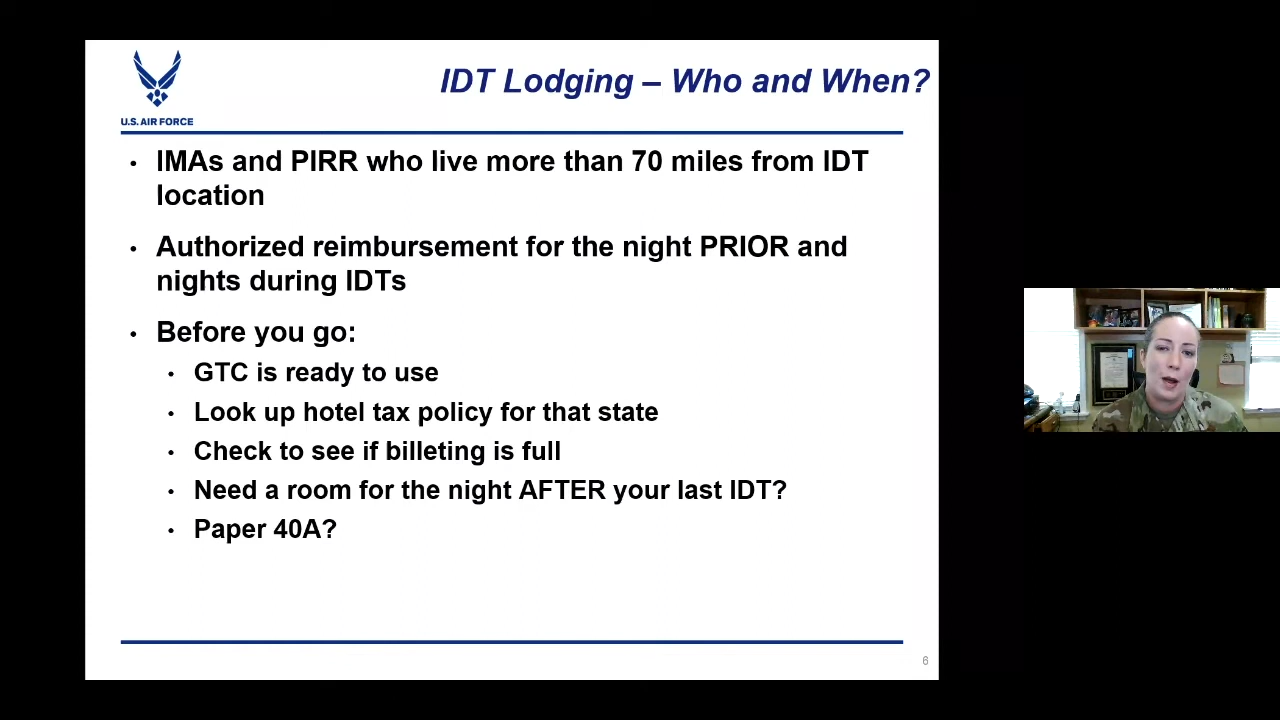 IDT Lodging – Who and When?
U.S. AIR FORCE
• IMAs and PIRR who live more than 70 miles from IDT
location
• Authorized reimbursement for the night PRIOR and
nights during IDTs
• Before you go:
• GTC is ready to use
• Look up hotel tax policy for that state
• Check to see if billeting is full
• Need a room for the night AFTER your last IDT?
• Paper 40A?
6